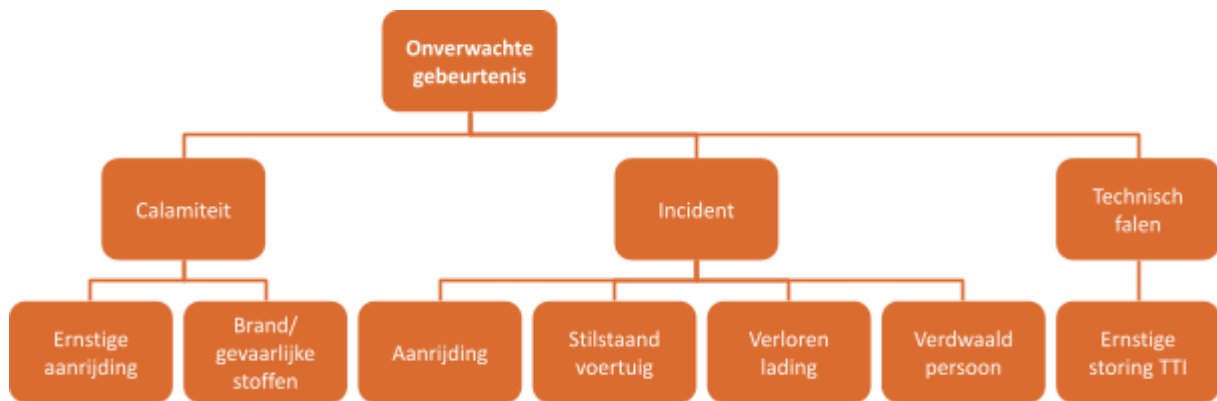 Onverwachte
gebeurtenis
Calamiteit
Incident
Technisch
falen
Ernstige
aanrijding
Brand/
gevaarlijke
stoffen
Aanrijding
Stilstaand
voertuig
Verloren
lading
Verdwaald
persoon
Ernstige
storing TTI